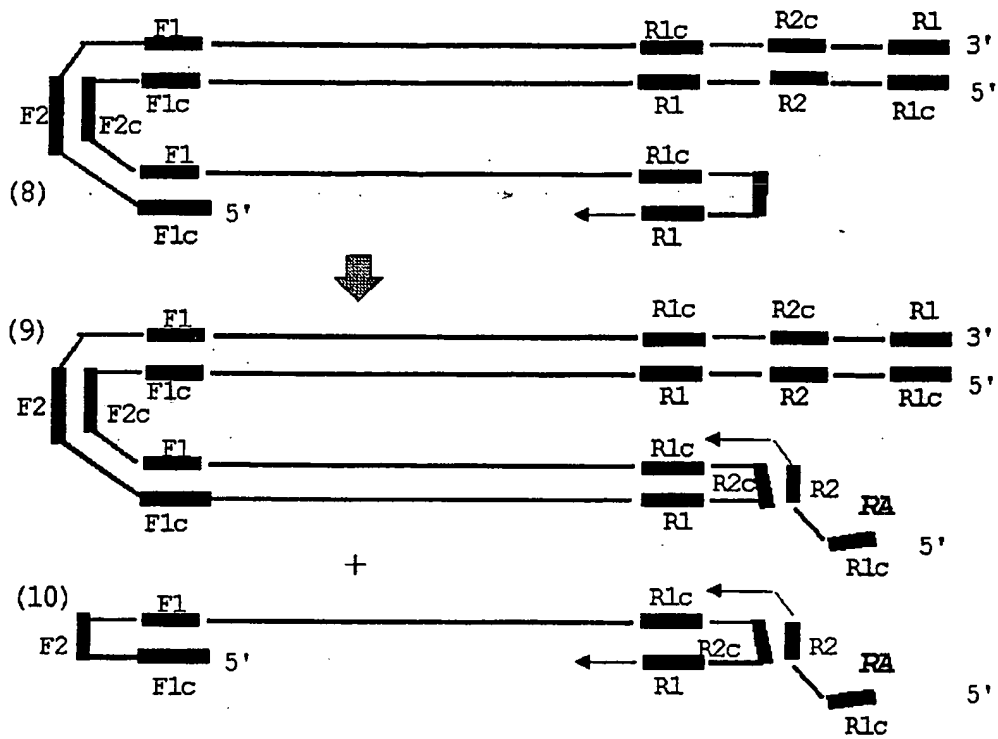 F1 R1c R2c R1
3'
F1c R1 R2 R1c 5'
F2 F2c
F1 R1c
(8)
F1c 5' R1
(9) F1 R1c R2c R1
3'
F1c R1 R2 R1c 5'
F2 F2c
F1 R1c
R2c R2 RA
F1c R1 R1c 5'
+
(10) F1 R1c
F2 R2c R2 RA
F1c 5' R1 R1c 5'